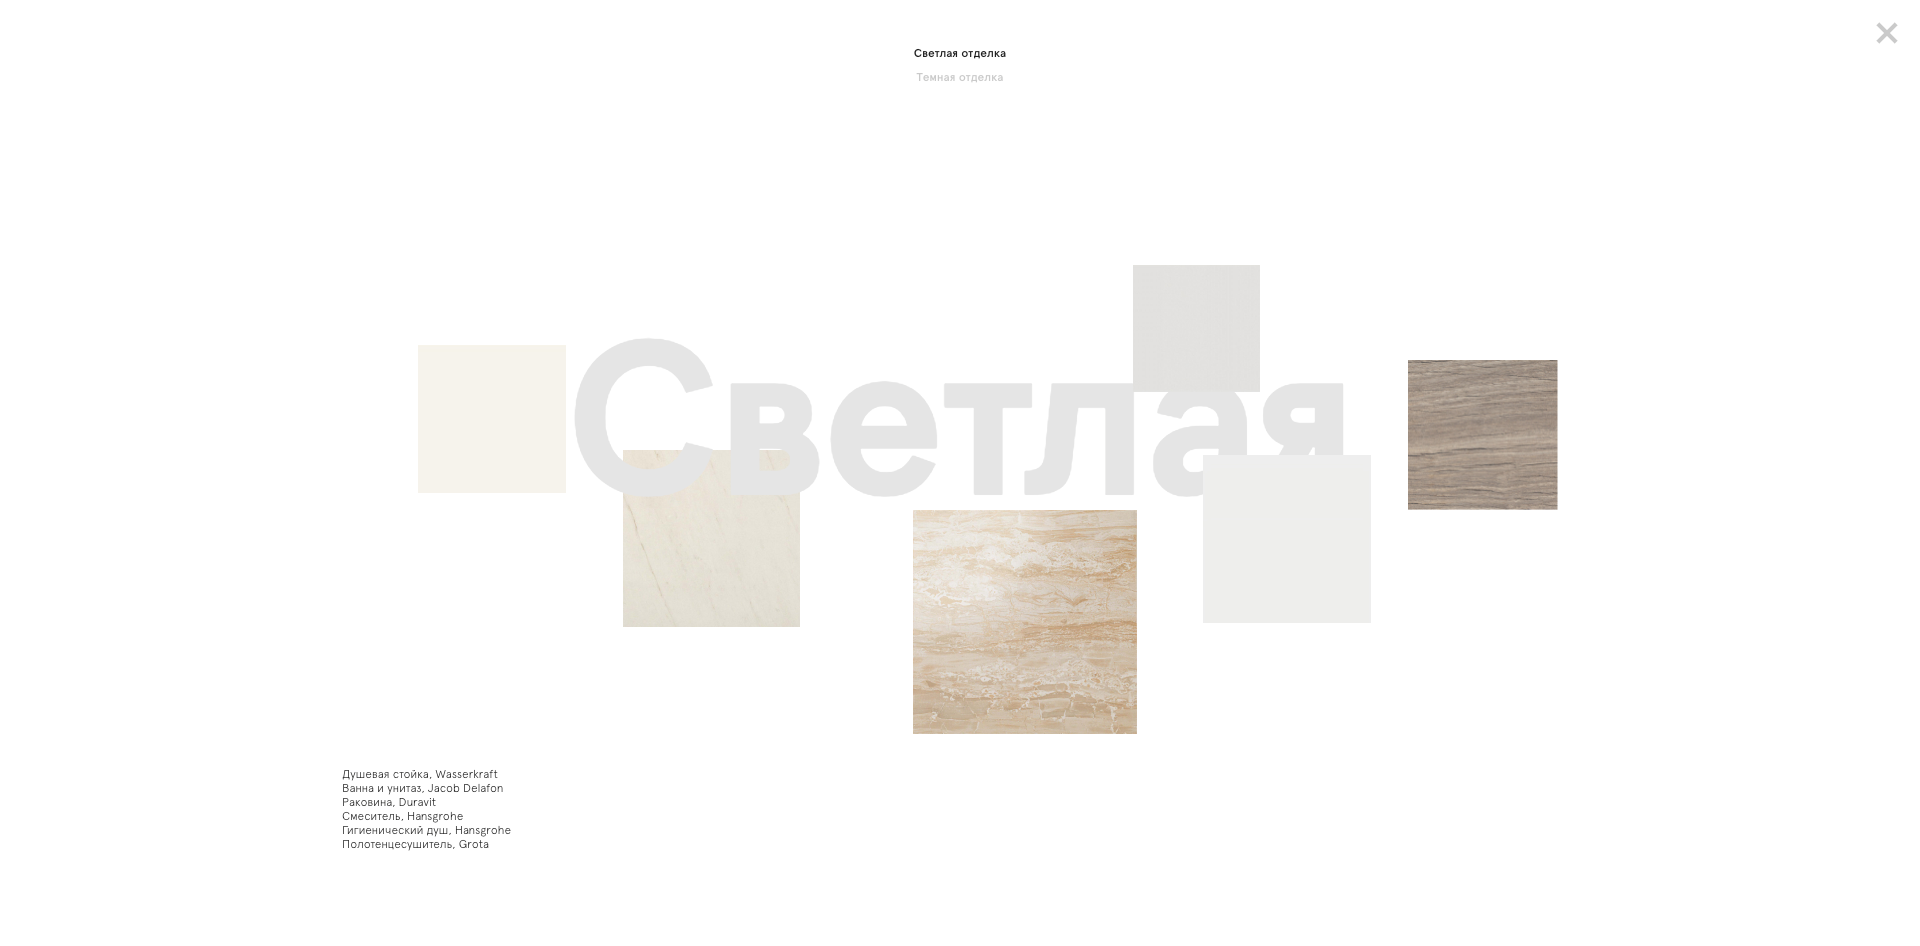 Светлая отделка
Темная отделка
Светлая
Душевая стойка, Wasserkraft
Ванна и унитаз, Jacob Delafon
Раковина, Duravit
Смеситель, Hansgrohe
Гигиенический душ, Hansgrohe
Полотенцесушитель, Grota